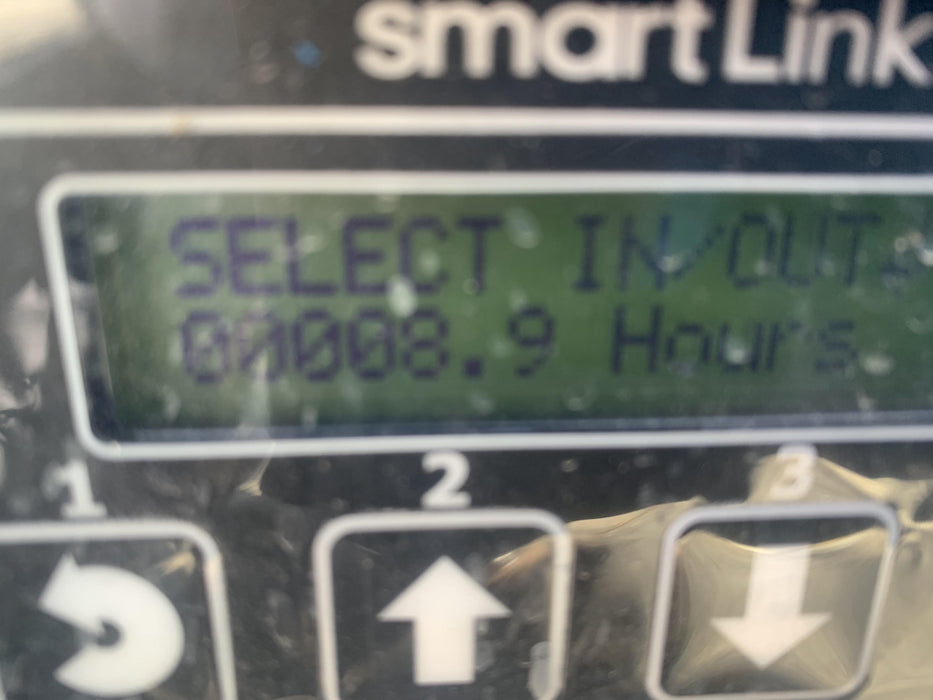 smartLink
SELECT IN/OUT
00008.9 Hours
1 2 3